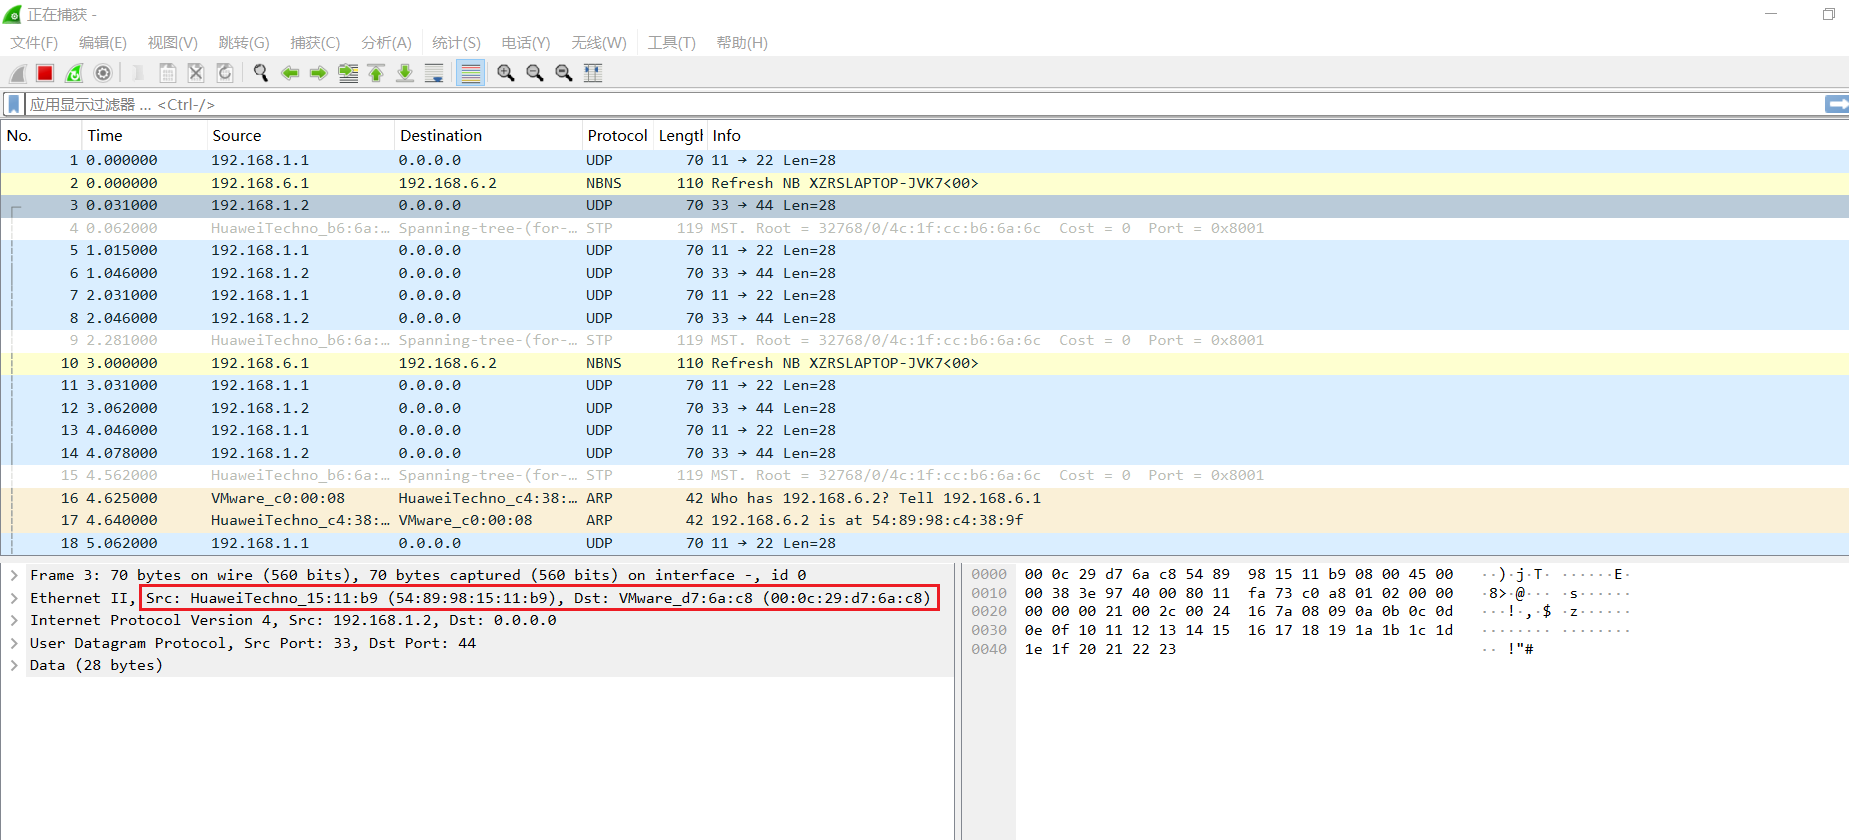 正在捕获 -
文件(F) 编辑(E) 视图(V) 跳转(G) 捕获(C) 分析(A) 统计(S) 电话(Y) 无线(W) 工具(T) 帮助(H)
应用显示过滤器 … <Ctrl-/>
No. Time Source Destination Protocol Length Info
1 0.000000 192.168.1.1 0.0.0.0 UDP 70 11 → 22 Len=28
2 0.000000 192.168.6.1 192.168.6.2 NBNS 110 Refresh NB XZRSLAPTOP-JVK7<00>
3 0.031000 192.168.1.2 0.0.0.0 UDP 70 33 → 44 Len=28
4 0.062000 HuaweiTechno_b6:6a:… Spanning-tree-(for-… STP 119 MST. Root = 32768/0/4c:1f:cc:b6:6a:6c Cost = 0 Port = 0x8001
5 1.015000 192.168.1.1 0.0.0.0 UDP 70 11 → 22 Len=28
6 1.046000 192.168.1.2 0.0.0.0 UDP 70 33 → 44 Len=28
7 2.031000 192.168.1.1 0.0.0.0 UDP 70 11 → 22 Len=28
8 2.046000 192.168.1.2 0.0.0.0 UDP 70 33 → 44 Len=28
9 2.281000 HuaweiTechno_b6:6a:… Spanning-tree-(for-… STP 119 MST. Root = 32768/0/4c:1f:cc:b6:6a:6c Cost = 0 Port = 0x8001
10 3.000000 192.168.6.1 192.168.6.2 NBNS 110 Refresh NB XZRSLAPTOP-JVK7<00>
11 3.031000 192.168.1.1 0.0.0.0 UDP 70 11 → 22 Len=28
12 3.062000 192.168.1.2 0.0.0.0 UDP 70 33 → 44 Len=28
13 4.046000 192.168.1.1 0.0.0.0 UDP 70 11 → 22 Len=28
14 4.078000 192.168.1.2 0.0.0.0 UDP 70 33 → 44 Len=28
15 4.562000 HuaweiTechno_b6:6a:… Spanning-tree-(for-… STP 119 MST. Root = 32768/0/4c:1f:cc:b6:6a:6c Cost = 0 Port = 0x8001
16 4.625000 VMware_c0:00:08 HuaweiTechno_c4:38:… ARP 42 Who has 192.168.6.2? Tell 192.168.6.1
17 4.640000 HuaweiTechno_c4:38:… VMware_c0:00:08 ARP 42 192.168.6.2 is at 54:89:98:c4:38:9f
18 5.062000 192.168.1.1 0.0.0.0 UDP 70 11 → 22 Len=28
Frame 3: 70 bytes on wire (560 bits), 70 bytes captured (560 bits) on interface -, id 0
Ethernet II, Src: HuaweiTechno_15:11:b9 (54:89:98:15:11:b9), Dst: VMware_d7:6a:c8 (00:0c:29:d7:6a:c8)
Internet Protocol Version 4, Src: 192.168.1.2, Dst: 0.0.0.0
User Datagram Protocol, Src Port: 33, Dst Port: 44
Data (28 bytes)
0000 00 0c 29 d7 6a c8 54 89 98 15 11 b9 08 00 45 00 ··)·j·T· ······E·
0010 00 38 3e 97 40 00 80 11 fa 73 c0 a8 01 02 00 00 ·8>·@··· ·s······
0020 00 00 00 21 00 2c 00 24 16 7a 08 09 0a 0b 0c 0d ···!·,·$ ·z······
0030 0e 0f 10 11 12 13 14 15 16 17 18 19 1a 1b 1c 1d ········ ········
0040 1e 1f 20 21 22 23 ·· !"#